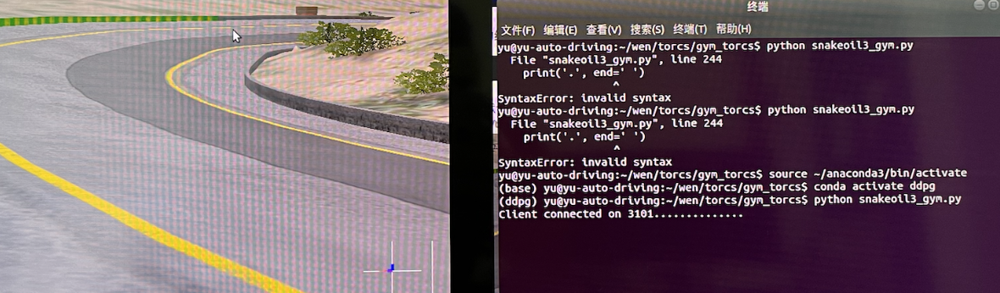 终端
文件(F) 编辑(E) 查看(V) 搜索(S) 终端(T) 帮助(H)
yu@yu-auto-driving:~/wen/torcs/gym_torcs$ python snakeoil3_gym.py
  File "snakeoil3_gym.py", line 244
    print('.', end=' ')
                  ^
SyntaxError: invalid syntax
yu@yu-auto-driving:~/wen/torcs/gym_torcs$ python snakeoil3_gym.py
  File "snakeoil3_gym.py", line 244
    print('.', end=' ')
                  ^
SyntaxError: invalid syntax
yu@yu-auto-driving:~/wen/torcs/gym_torcs$ source ~/anaconda3/bin/activate
(base) yu@yu-auto-driving:~/wen/torcs/gym_torcs$ conda activate ddpg
(ddpg) yu@yu-auto-driving:~/wen/torcs/gym_torcs$ python snakeoil3_gym.py
Client connected on 3101..............